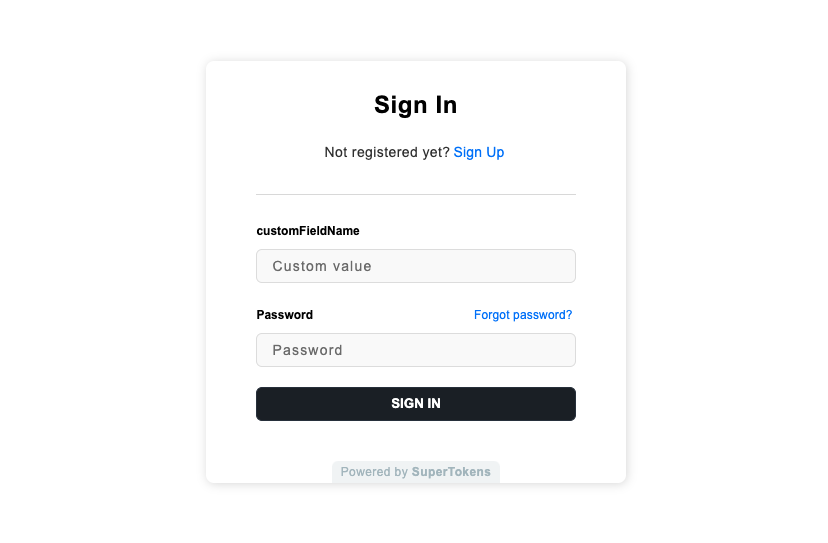 Sign In
Not registered yet? Sign Up
customFieldName
Custom value
Password Forgot password?
Password
SIGN IN
Powered by SuperTokens